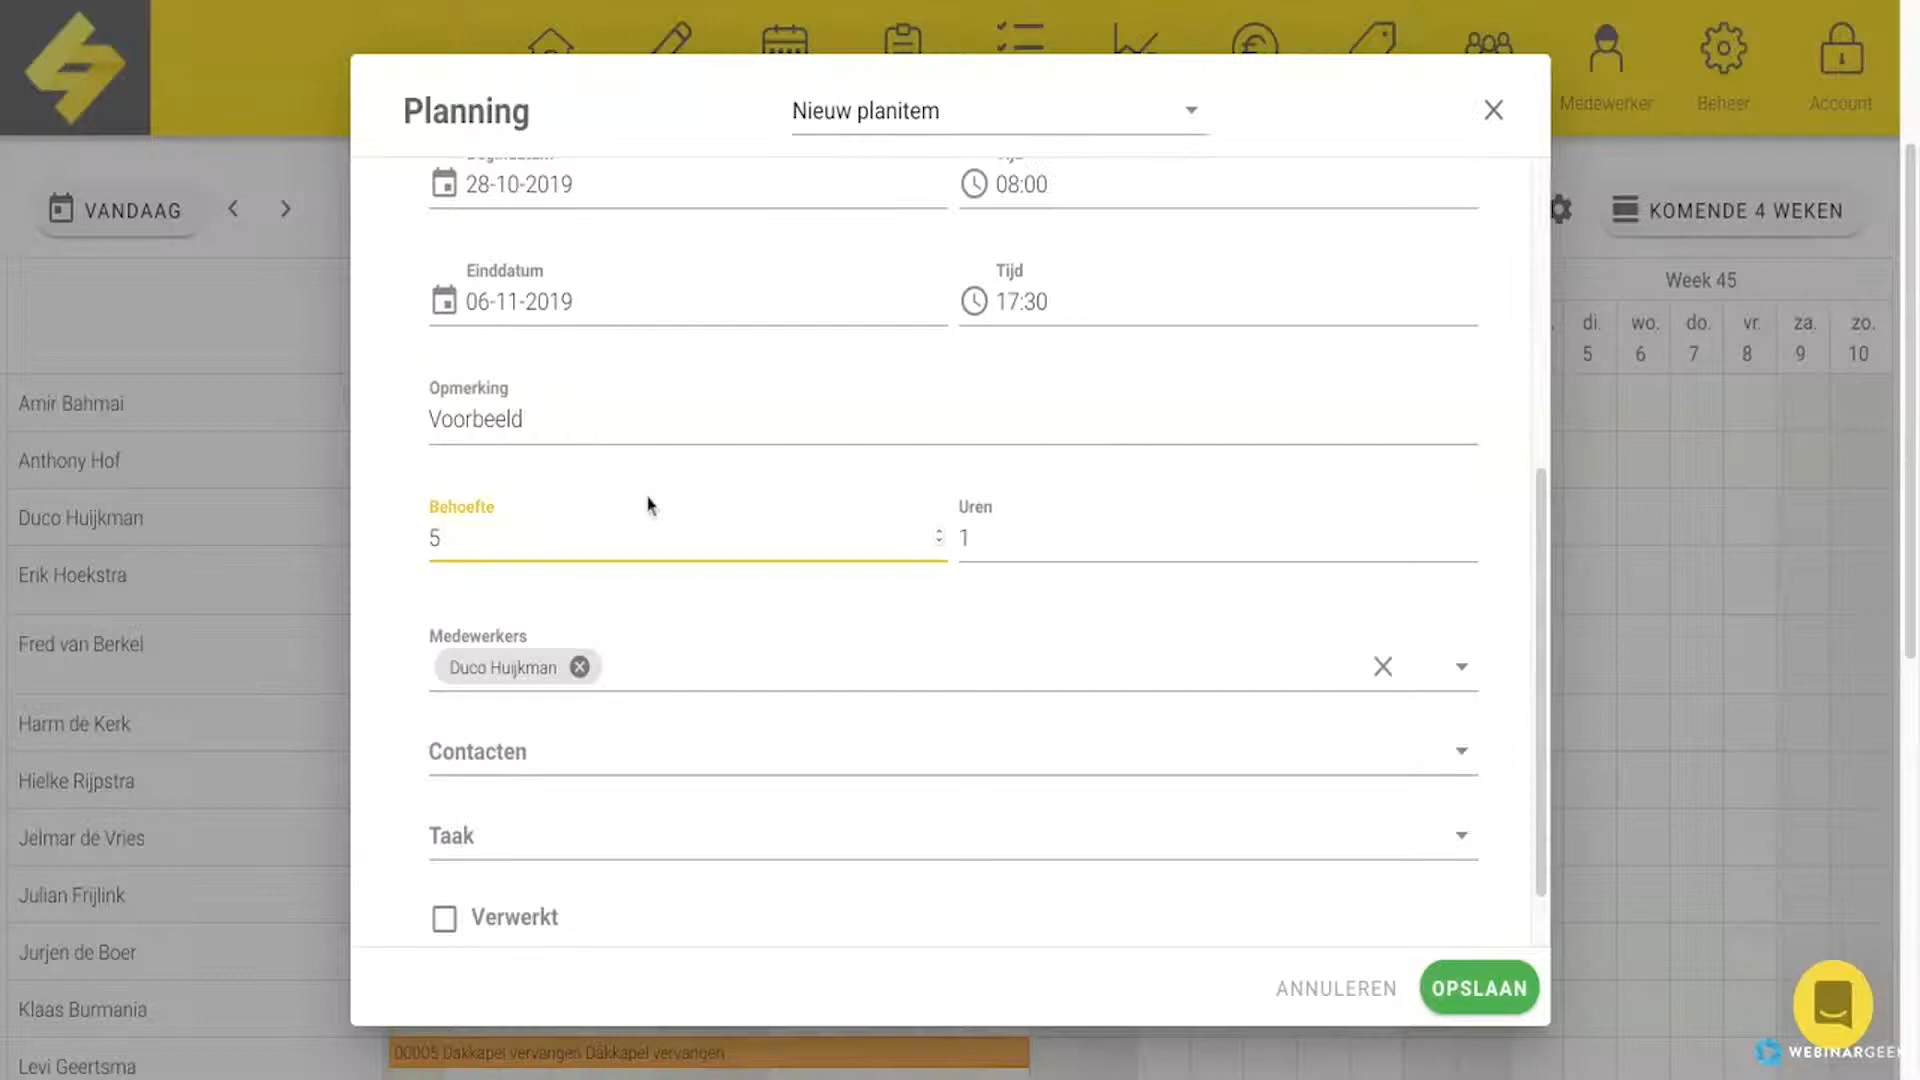 Medewerker
Beheer
Account
Planning
Nieuw planitem
VANDAAG
KOMENDE 4 WEKEN
28-10-2019
08:00
Einddatum
06-11-2019
Tijd
17:30
Week 45
di. wo. do. vr. za. zo.
5 6 7 8 9 10
Opmerking
Voorbeeld
Behoefte
5
Uren
1
Medewerkers
Duco Huijkman
Contacten
Taak
Verwerkt
ANNULEREN
OPSLAAN
Amir Bahmai
Anthony Hof
Duco Huijkman
Erik Hoekstra
Fred van Berkel
Harm de Kerk
Hielke Rijpstra
Jelmar de Vries
Julian Frijlink
Jurjen de Boer
Klaas Burmania
Levi Geertsma
00005 Dakkapel vervangen Dakkapel vervangen
WEBINARGEEK